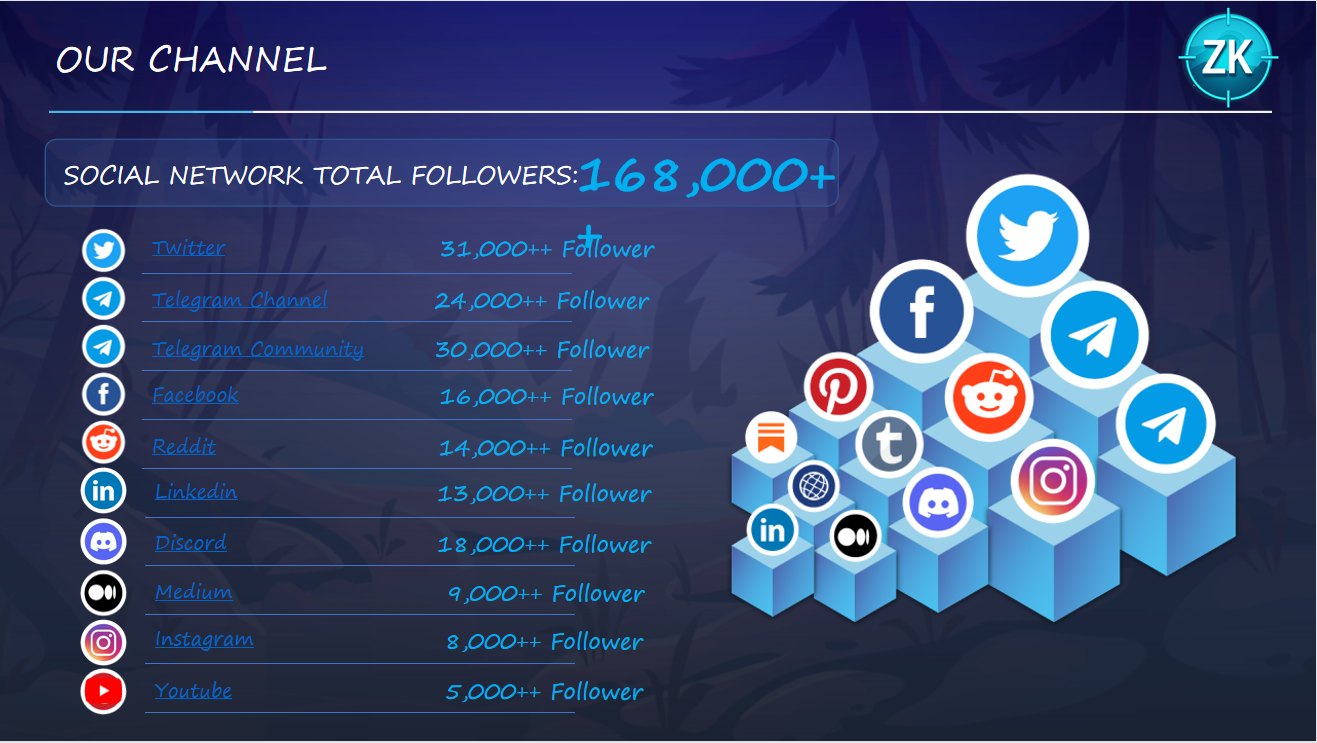 OUR CHANNEL
ZK
SOCIAL NETWORK TOTAL FOLLOWERS:168,000+
+
Twitter 31,000++ Follower
Telegram Channel 24,000++ Follower
Telegram Community 30,000++ Follower
Facebook 16,000++ Follower
Reddit 14,000++ Follower
Linkedin 13,000++ Follower
Discord 18,000++ Follower
Medium 9,000++ Follower
Instagram 8,000++ Follower
Youtube 5,000++ Follower